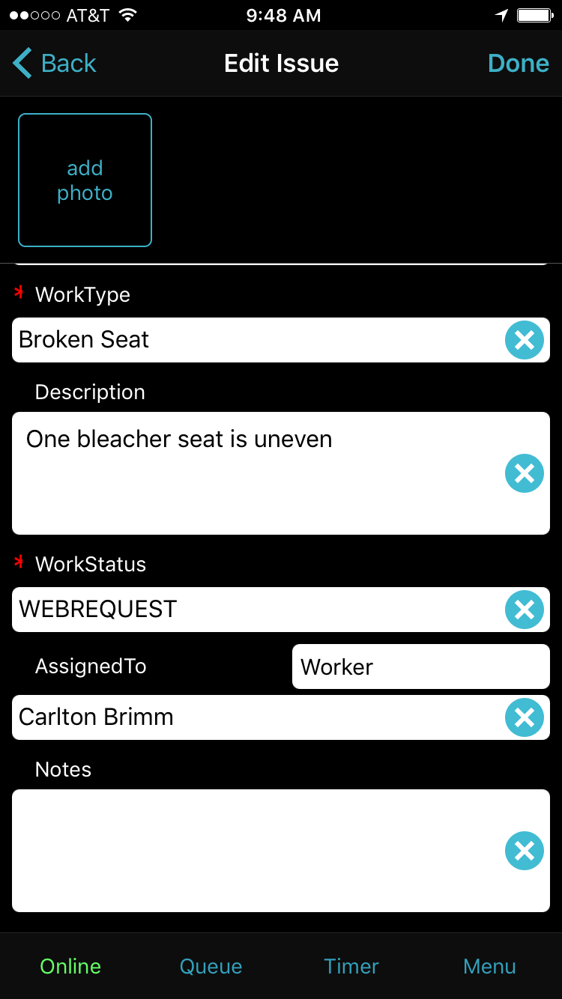 AT&T 9:48 AM
Back Edit Issue Done
add
photo
* WorkType
Broken Seat
Description
One bleacher seat is uneven
* WorkStatus
WEBREQUEST
AssignedTo Worker
Carlton Brimm
Notes
Online Queue Timer Menu